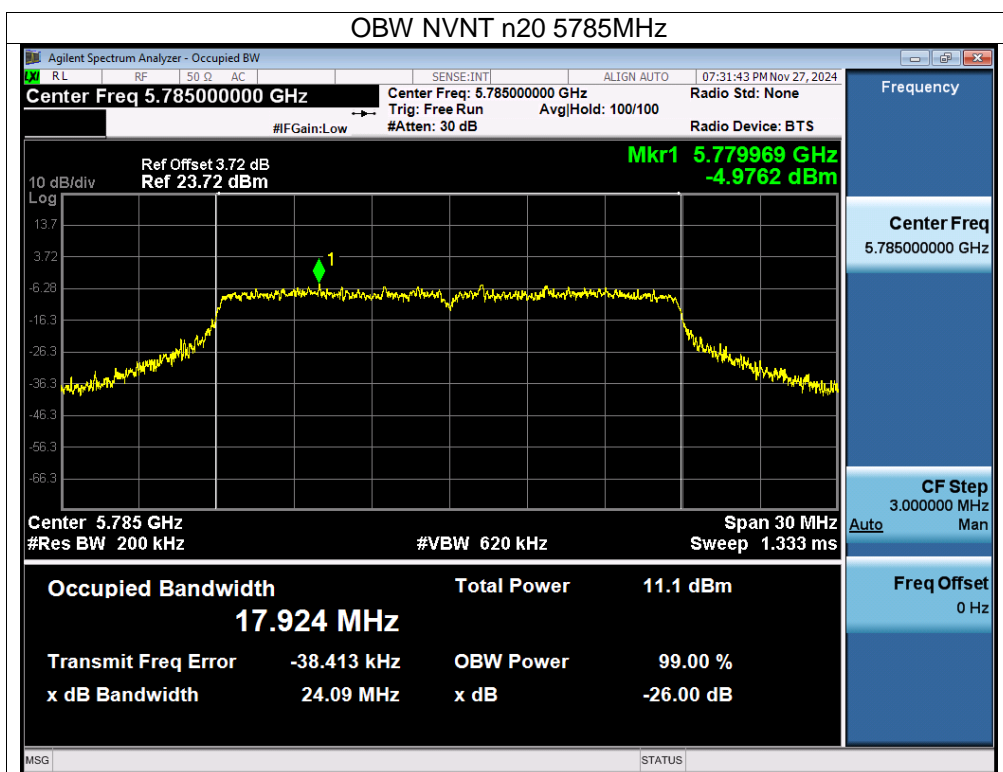 OBW NVNT n20 5785MHz
Agilent Spectrum Analyzer - Occupied BW
LXI RL RF 50 Ω AC SENSE:INT ALIGN AUTO 07:31:43 PM Nov 27, 2024
Center Freq 5.785000000 GHz
Center Freq: 5.785000000 GHz Radio Std: None
Trig: Free Run Avg|Hold: 100/100
#IFGain:Low #Atten: 30 dB Radio Device: BTS
Ref Offset 3.72 dB Mkr1 5.779969 GHz
10 dB/div Ref 23.72 dBm -4.9762 dBm
Log
13.7
3.72
1
-6.28
-16.3
-26.3
-36.3
-46.3
-56.3
-66.3
Center 5.785 GHz Span 30 MHz
#Res BW 200 kHz #VBW 620 kHz Sweep 1.333 ms
Occupied Bandwidth Total Power 11.1 dBm
17.924 MHz
Transmit Freq Error -38.413 kHz OBW Power 99.00 %
x dB Bandwidth 24.09 MHz x dB -26.00 dB
MSG STATUS
Frequency
Center Freq
5.785000000 GHz
CF Step
3.000000 MHz
Auto Man
Freq Offset
0 Hz